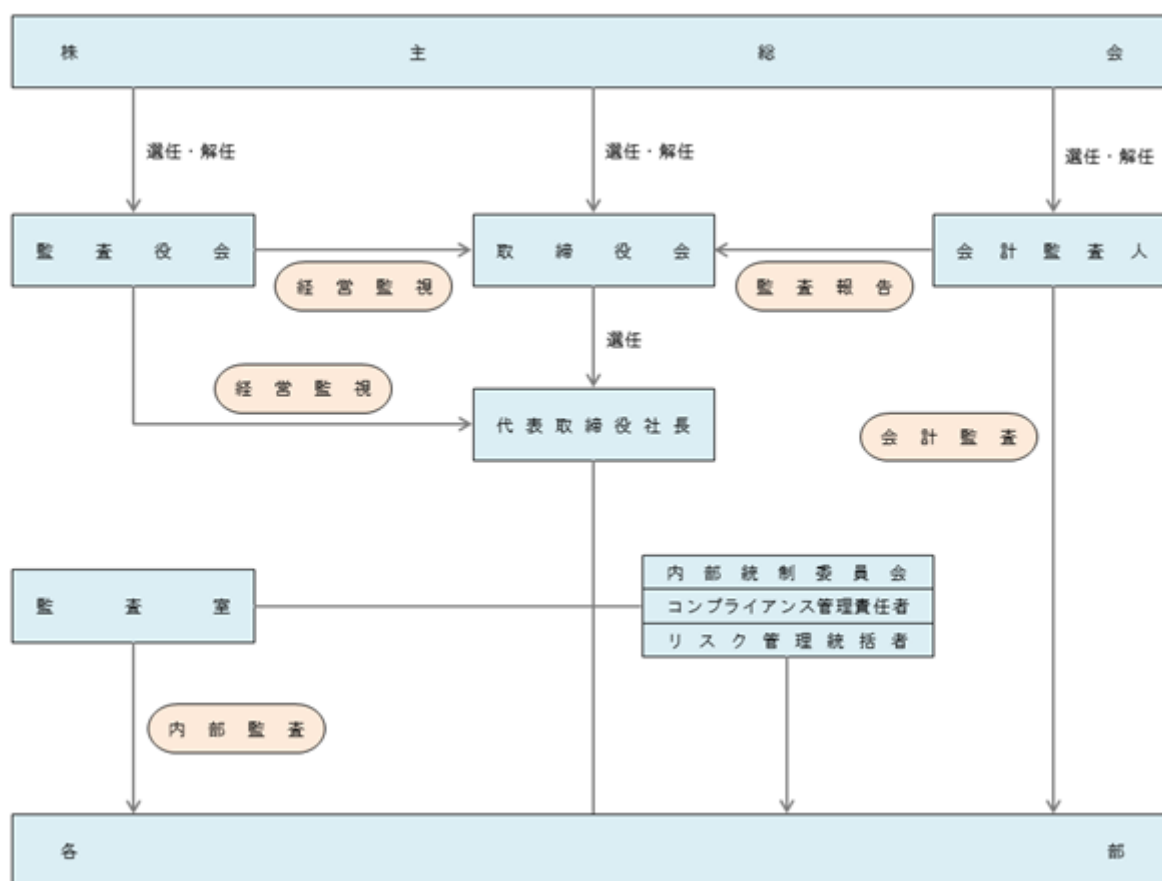 株主総会
選任・解任
選任・解任
選任・解任
監査役会
取締役会
会計監査人
経営監視
監査報告
選任
経営監視
代表取締役社長
会計監査
内部統制委員会
監査室
コンプライアンス管理責任者
リスク管理統括者
内部監査
各部